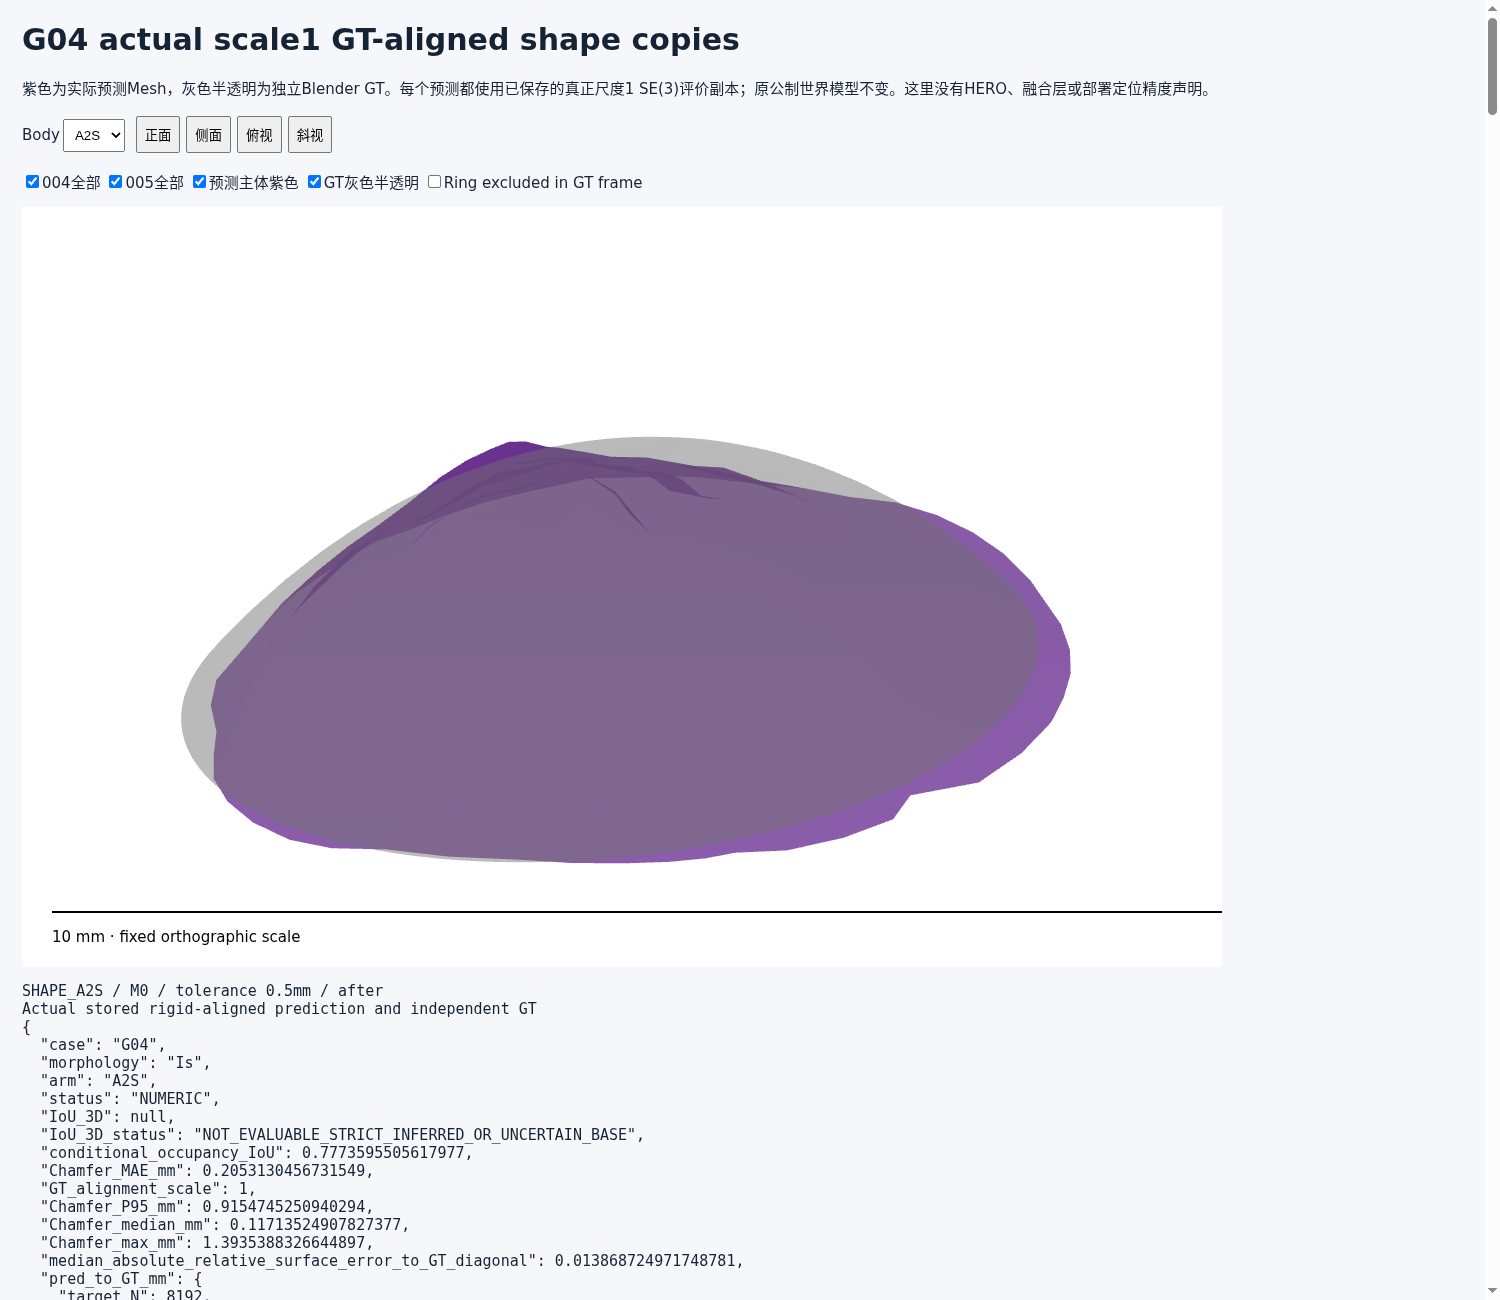 G04 actual scale1 GT-aligned shape copies
紫色为实际预测Mesh，灰色半透明为独立Blender GT。每个预测都使用已保存的真正尺度1 SE(3)评价副本；原公制世界模型不变。这里没有HERO、融合层或部署定位精度声明。
Body A2S 正面 侧面 俯视 斜视
004全部 005全部 预测主体紫色 GT灰色半透明 Ring excluded in GT frame
10 mm · fixed orthographic scale
SHAPE_A2S / M0 / tolerance 0.5mm / after
Actual stored rigid-aligned prediction and independent GT
{
  "case": "G04",
  "morphology": "Is",
  "arm": "A2S",
  "status": "NUMERIC",
  "IoU_3D": null,
  "IoU_3D_status": "NOT_EVALUABLE_STRICT_INFERRED_OR_UNCERTAIN_BASE",
  "conditional_occupancy_IoU": 0.7773595505617977,
  "Chamfer_MAE_mm": 0.2053130456731549,
  "GT_alignment_scale": 1,
  "Chamfer_P95_mm": 0.9154745250940294,
  "Chamfer_median_mm": 0.11713524907827377,
  "Chamfer_max_mm": 1.3935388326644897,
  "median_absolute_relative_surface_error_to_GT_diagonal": 0.013868724971748781,
  "pred_to_GT_mm": {
    "target_N": 8192,